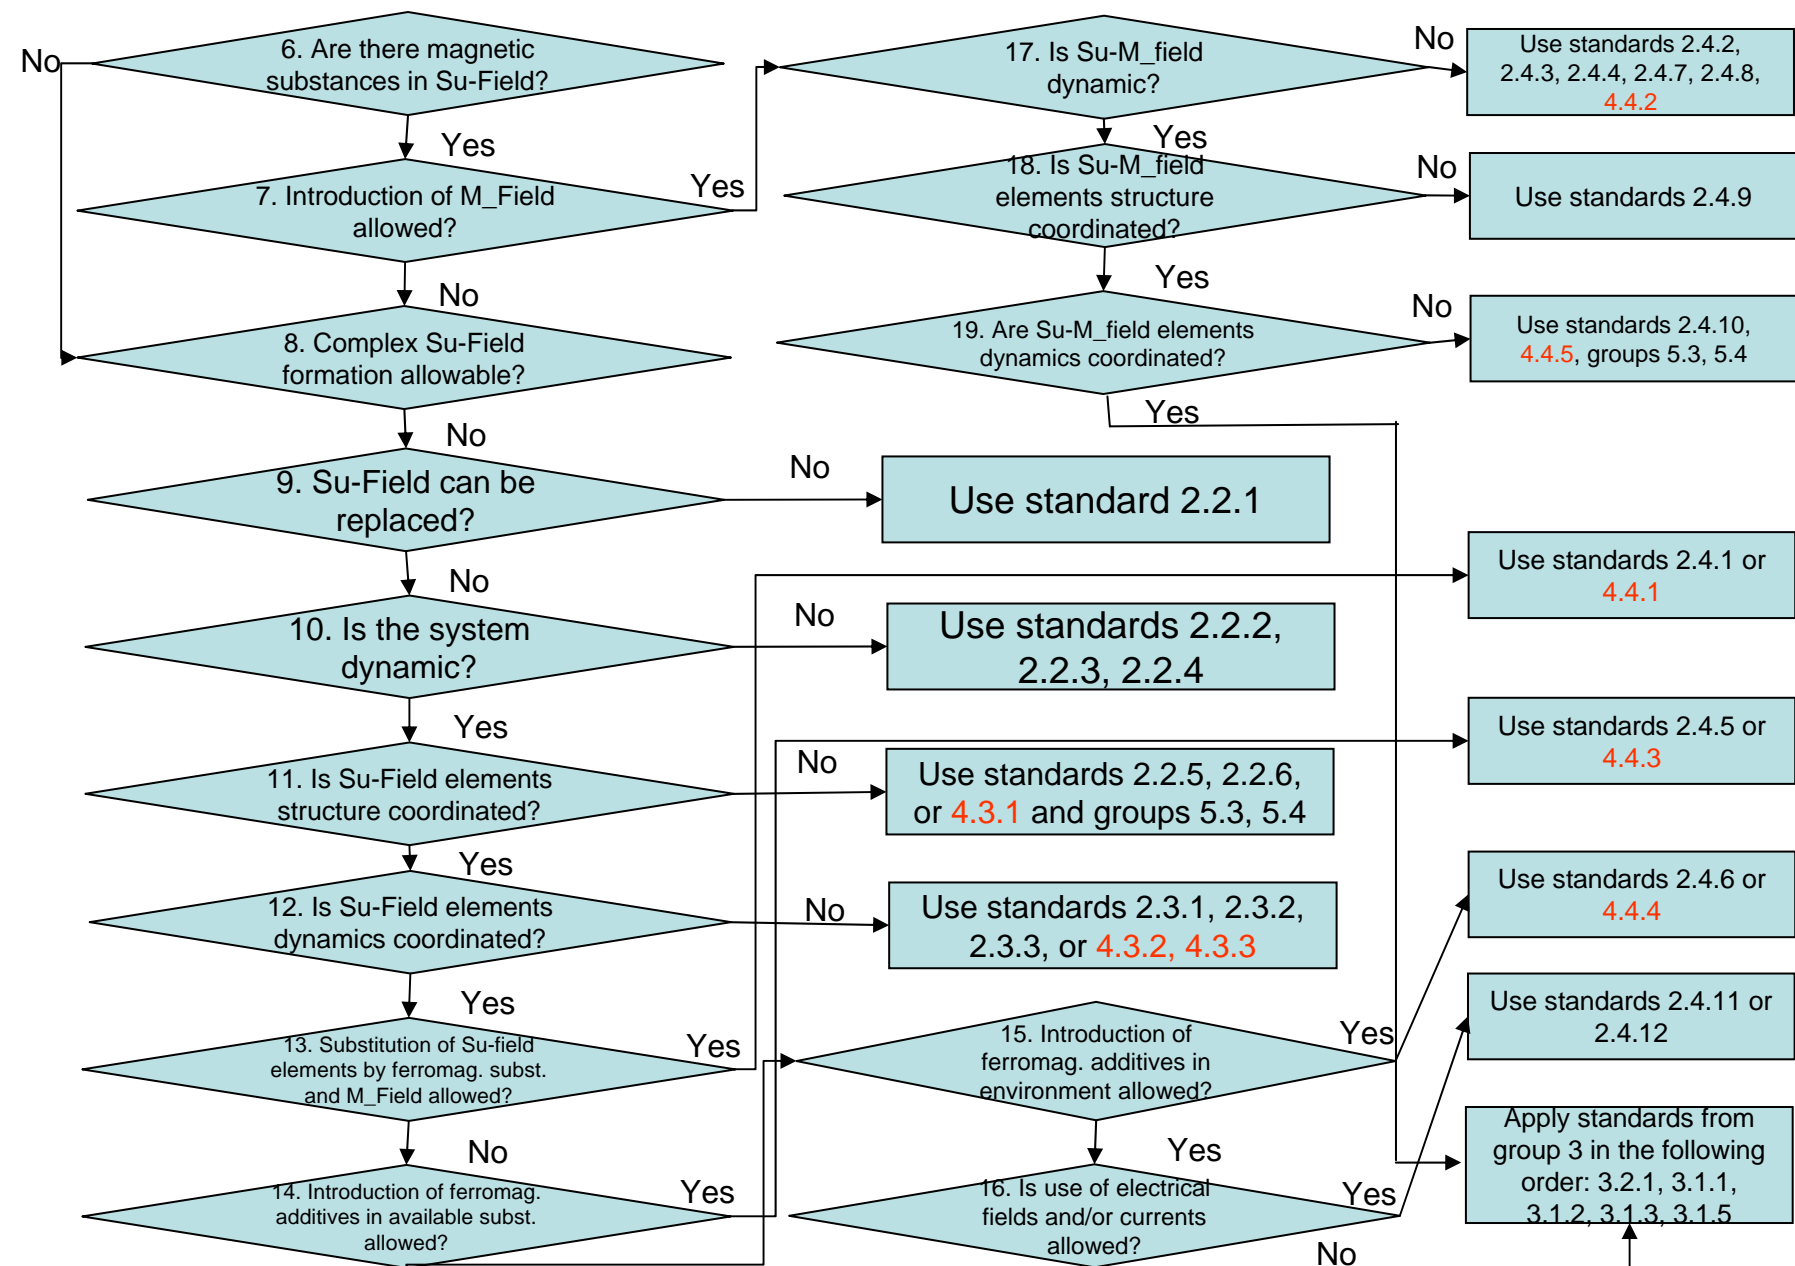 No
6. Are there magnetic
substances in Su-Field?
Yes
7. Introduction of M_Field
allowed?
Yes
No
8. Complex Su-Field
formation allowable?
No
9. Su-Field can be
replaced?
No
Use standard 2.2.1
No
10. Is the system
dynamic?
No
Use standards 2.2.2,
2.2.3, 2.2.4
Yes
11. Is Su-Field elements
structure coordinated?
No
Use standards 2.2.5, 2.2.6,
or 4.3.1 and groups 5.3, 5.4
Yes
12. Is Su-Field elements
dynamics coordinated?
No
Use standards 2.3.1, 2.3.2,
2.3.3, or 4.3.2, 4.3.3
Yes
13. Substitution of Su-field
elements by ferromag. subst.
and M_Field allowed?
Yes
No
14. Introduction of ferromag.
additives in available subst.
allowed?
Yes
15. Introduction of
ferromag. additives in
environment allowed?
Yes
Yes
16. Is use of electrical
fields and/or currents
allowed?
Yes
No
17. Is Su-M_field
dynamic?
No
Use standards 2.4.2,
2.4.3, 2.4.4, 2.4.7, 2.4.8,
4.4.2
Yes
18. Is Su-M_field
elements structure
coordinated?
No
Use standards 2.4.9
Yes
19. Are Su-M_field elements
dynamics coordinated?
No
Use standards 2.4.10,
4.4.5, groups 5.3, 5.4
Yes
Use standards 2.4.1 or
4.4.1
Use standards 2.4.5 or
4.4.3
Use standards 2.4.6 or
4.4.4
Use standards 2.4.11 or
2.4.12
Apply standards from
group 3 in the following
order: 3.2.1, 3.1.1,
3.1.2, 3.1.3, 3.1.5